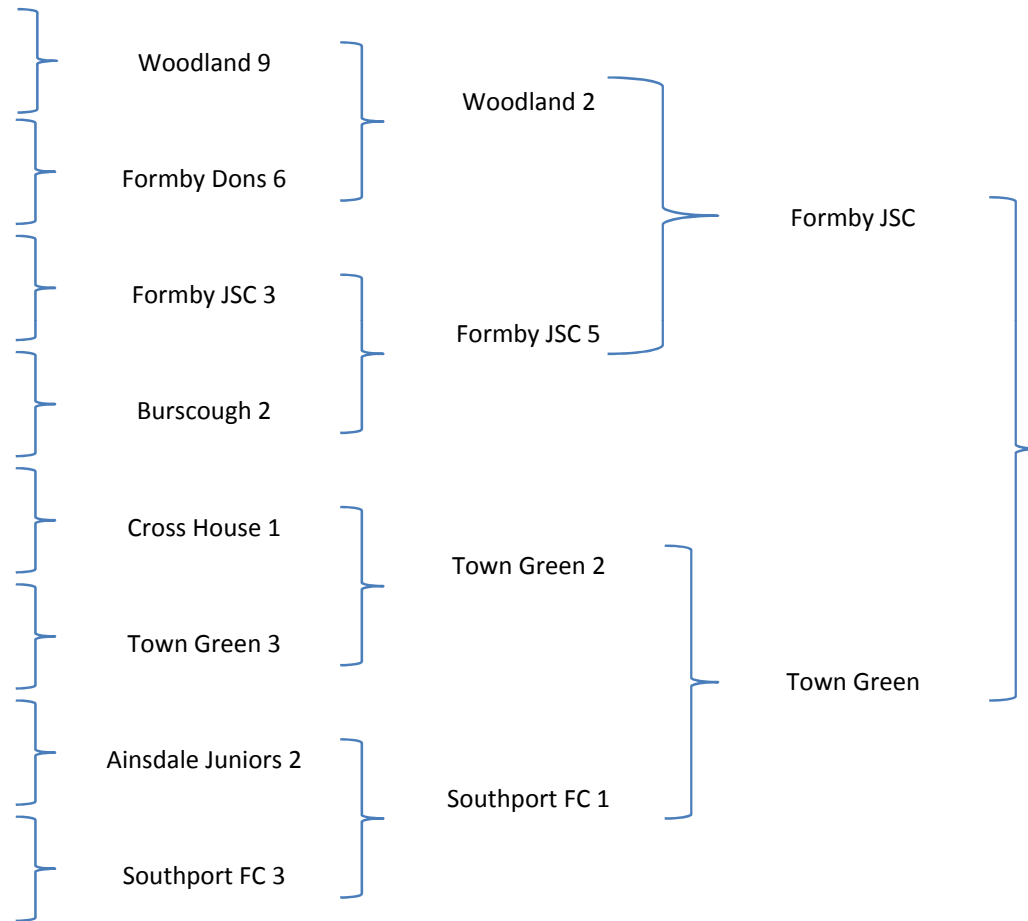 Woodland 9
Formby Dons 6
Formby JSC 3
Burscough 2
Cross House 1
Town Green 3
Ainsdale Juniors 2
Southport FC 3
Woodland 2
Formby JSC 5
Town Green 2
Southport FC 1
Formby JSC
Town Green